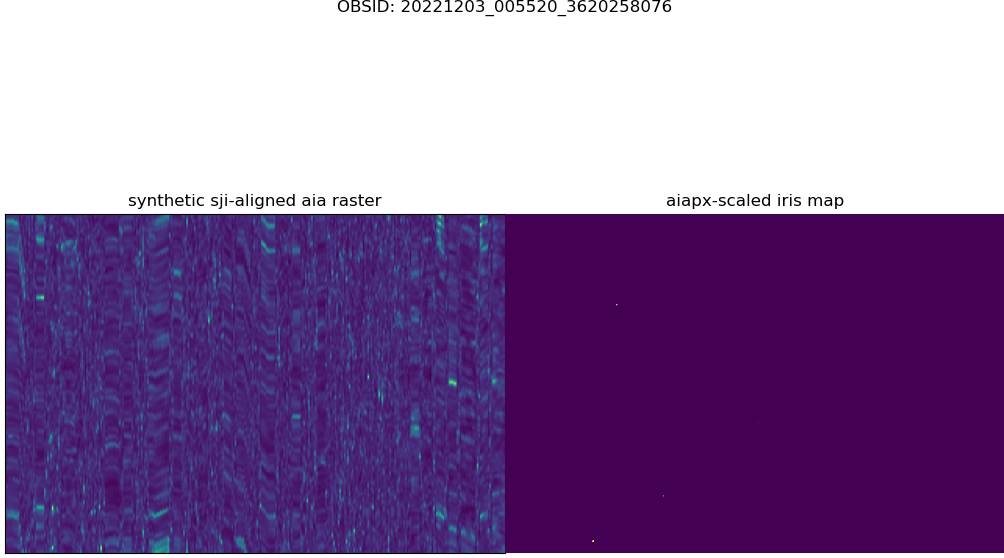 OBSID: 20221203_005520_3620258076
synthetic sji-aligned aia raster
aiapx-scaled iris map